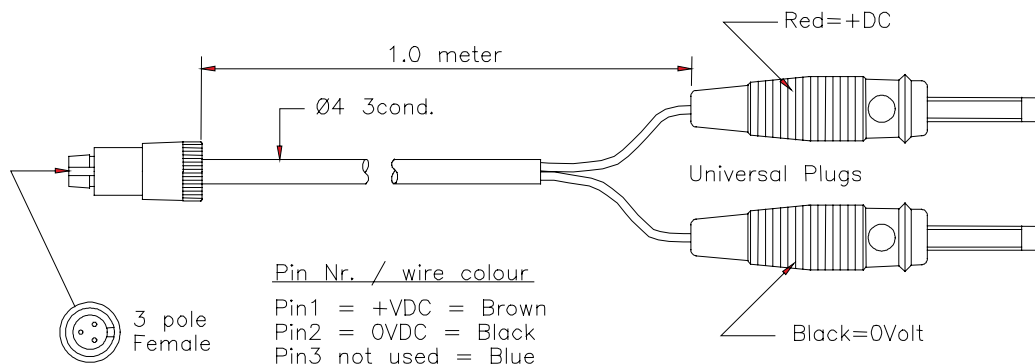 Red=+DC
1.0 meter
Ø4 3cond.
Universal Plugs
Pin Nr. / wire colour
Pin1 = +VDC = Brown
Pin2 = 0VDC = Black
Pin3 not used = Blue
3 pole
Female
Black=0Volt